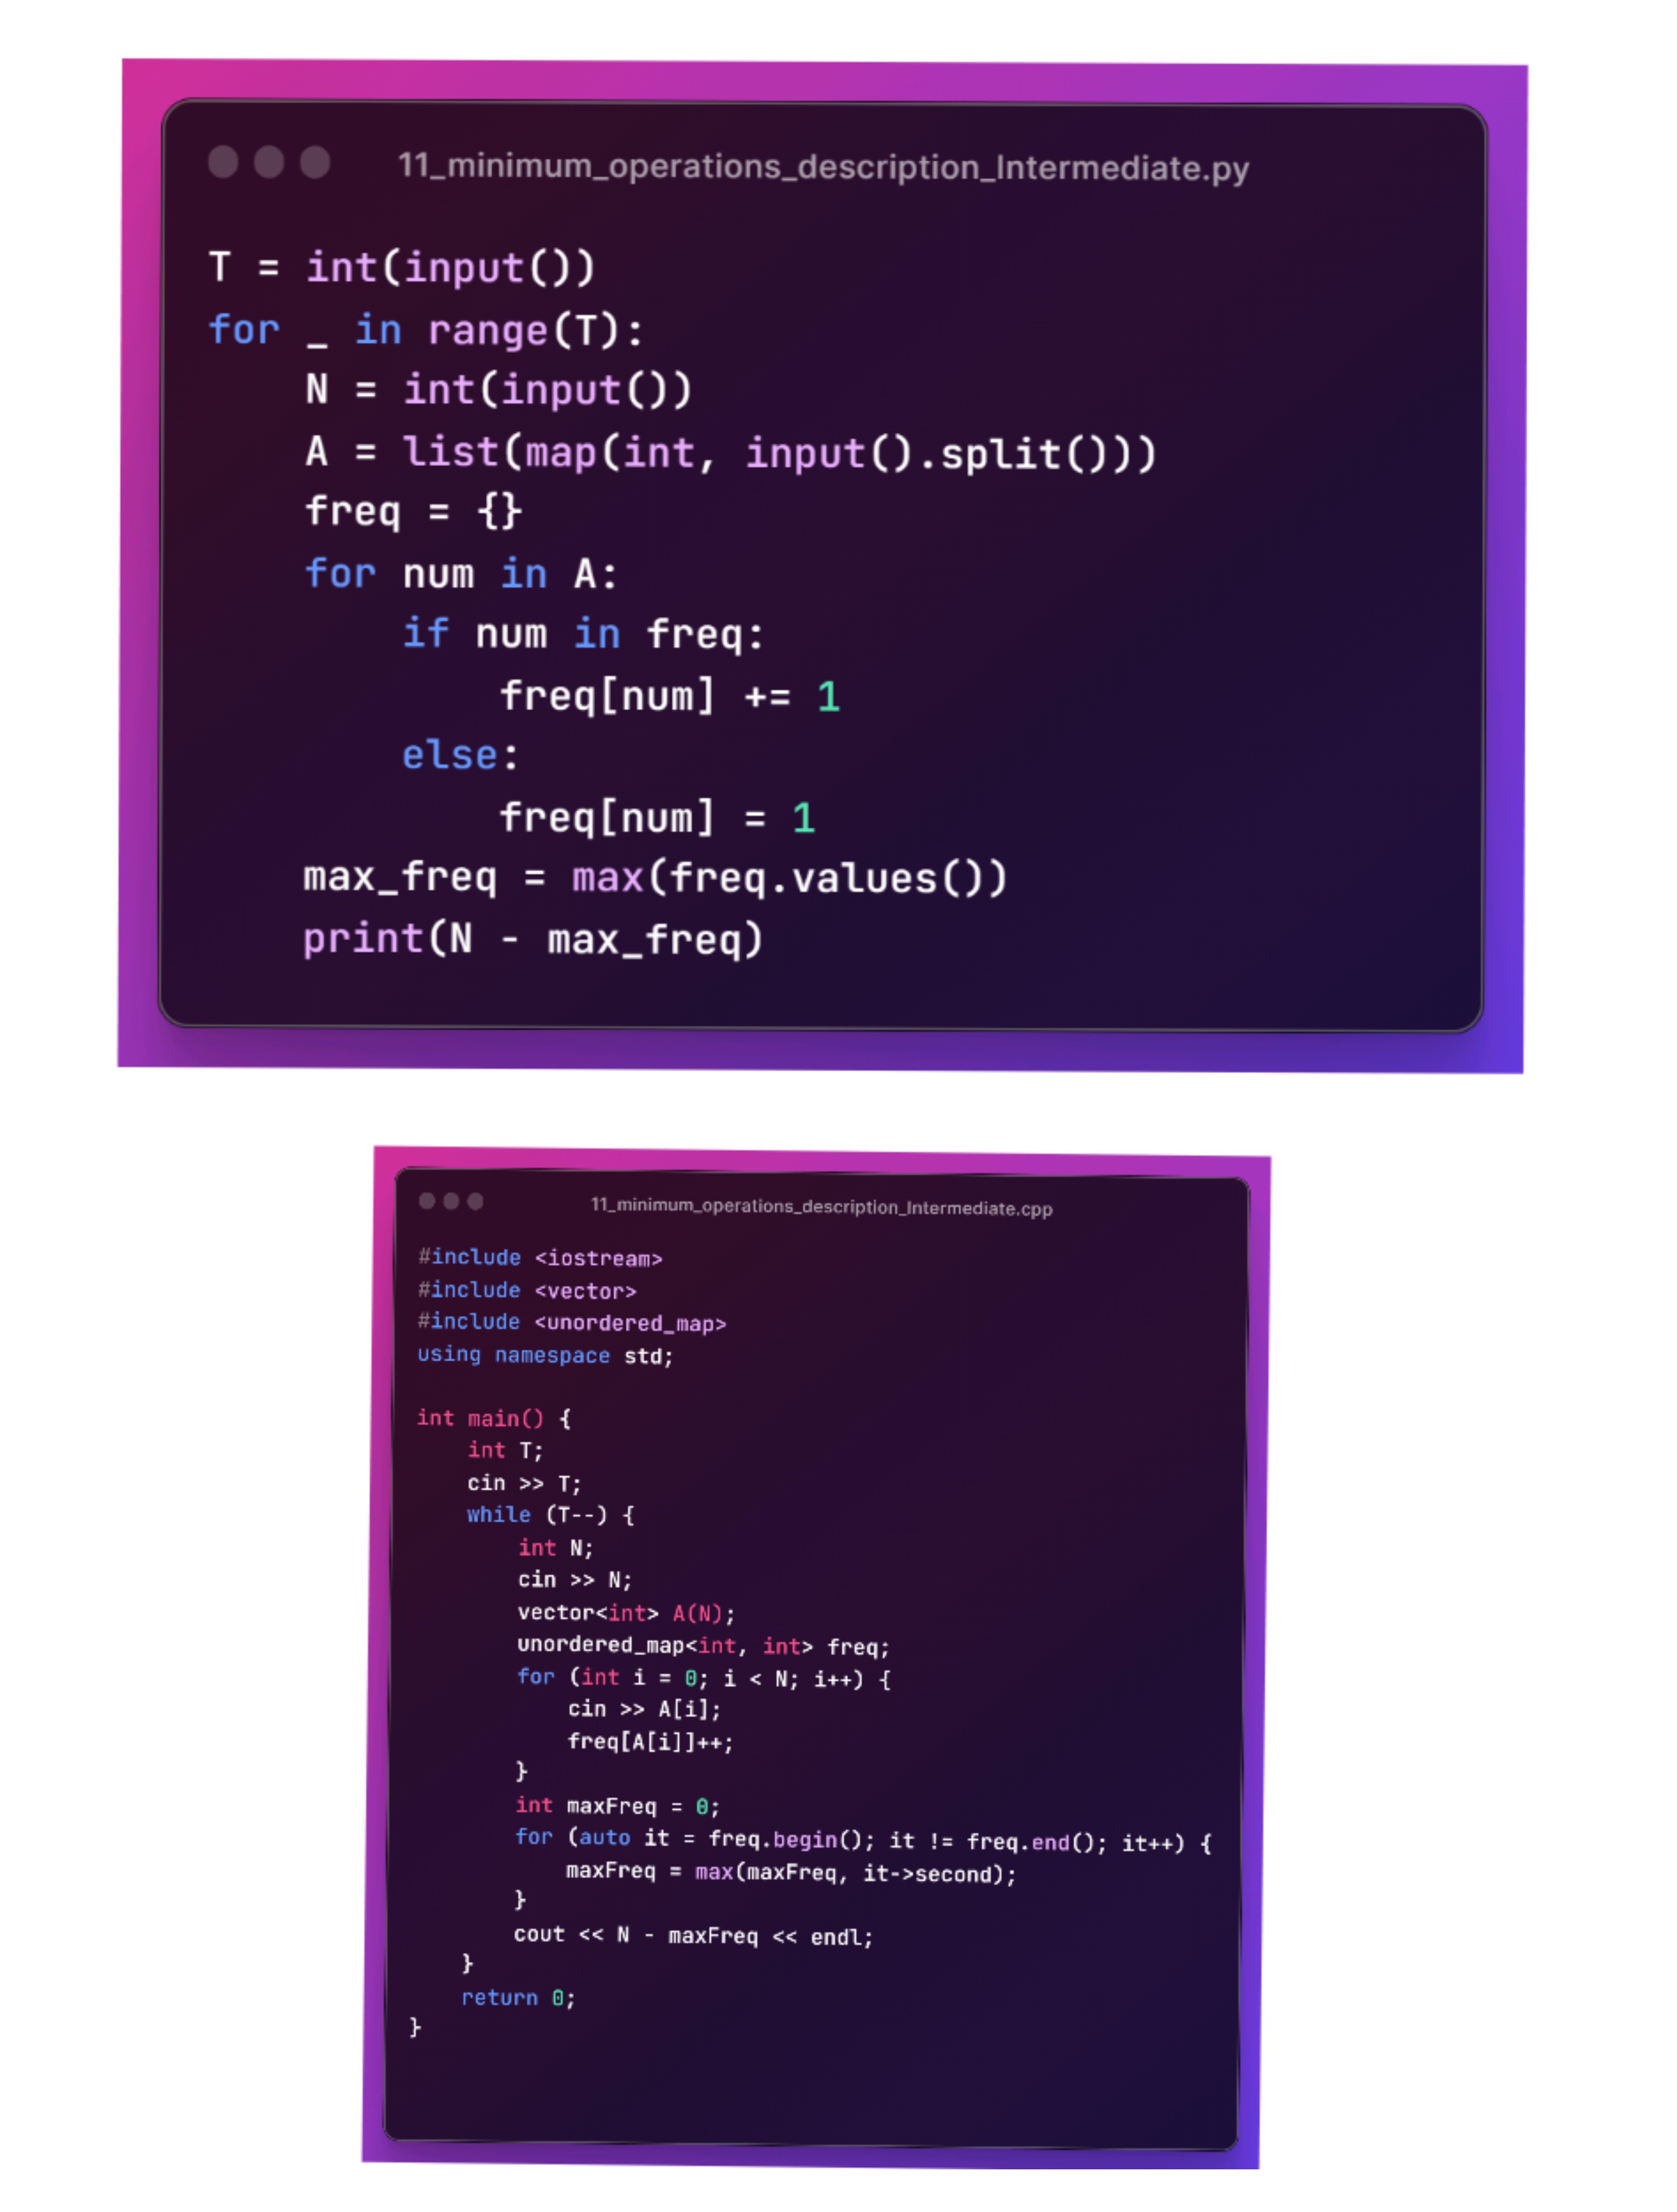 11_minimum_operations_description_Intermediate.py
T = int(input())
for _ in range(T):
    N = int(input())
    A = list(map(int, input().split()))
    freq = {}
    for num in A:
        if num in freq:
            freq[num] += 1
        else:
            freq[num] = 1
    max_freq = max(freq.values())
    print(N - max_freq)
11_minimum_operations_description_Intermediate.cpp
#include <iostream>
#include <vector>
#include <unordered_map>
using namespace std;
int main() {
    int T;
    cin >> T;
    while (T--) {
        int N;
        cin >> N;
        vector<int> A(N);
        unordered_map<int, int> freq;
        for (int i = 0; i < N; i++) {
            cin >> A[i];
            freq[A[i]]++;
        }
        int maxFreq = 0;
        for (auto it = freq.begin(); it != freq.end(); it++) {
            maxFreq = max(maxFreq, it->second);
        }
        cout << N - maxFreq << endl;
    }
    return 0;
}